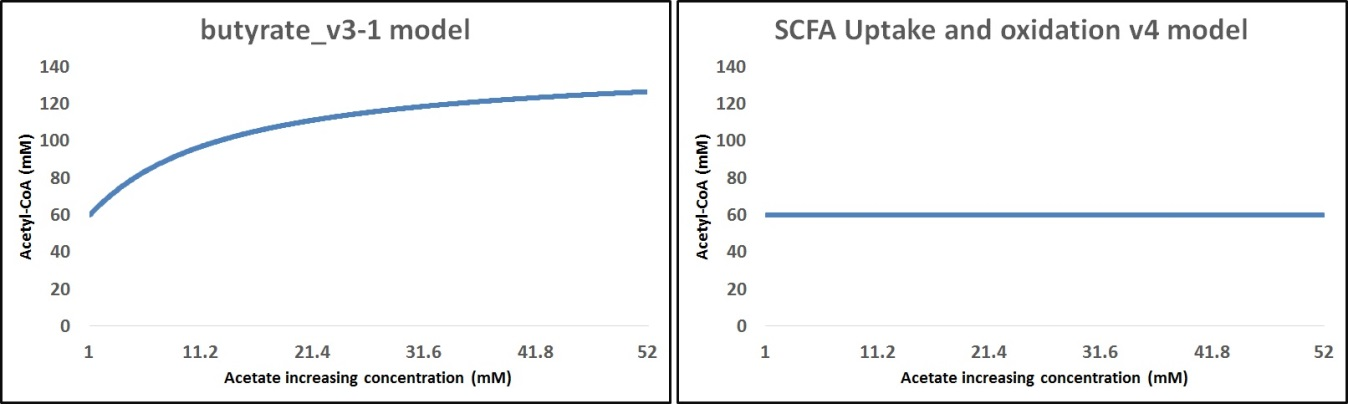 butyrate_v3-1 model
140
120
100
80
60
40
20
0
Acetyl-CoA (mM)
1 11.2 21.4 31.6 41.8 52
Acetate increasing concentration (mM)
SCFA Uptake and oxidation v4 model
140
120
100
80
60
40
20
0
Acetyl-CoA (mM)
1 11.2 21.4 31.6 41.8 52
Acetate increasing concentration (mM)